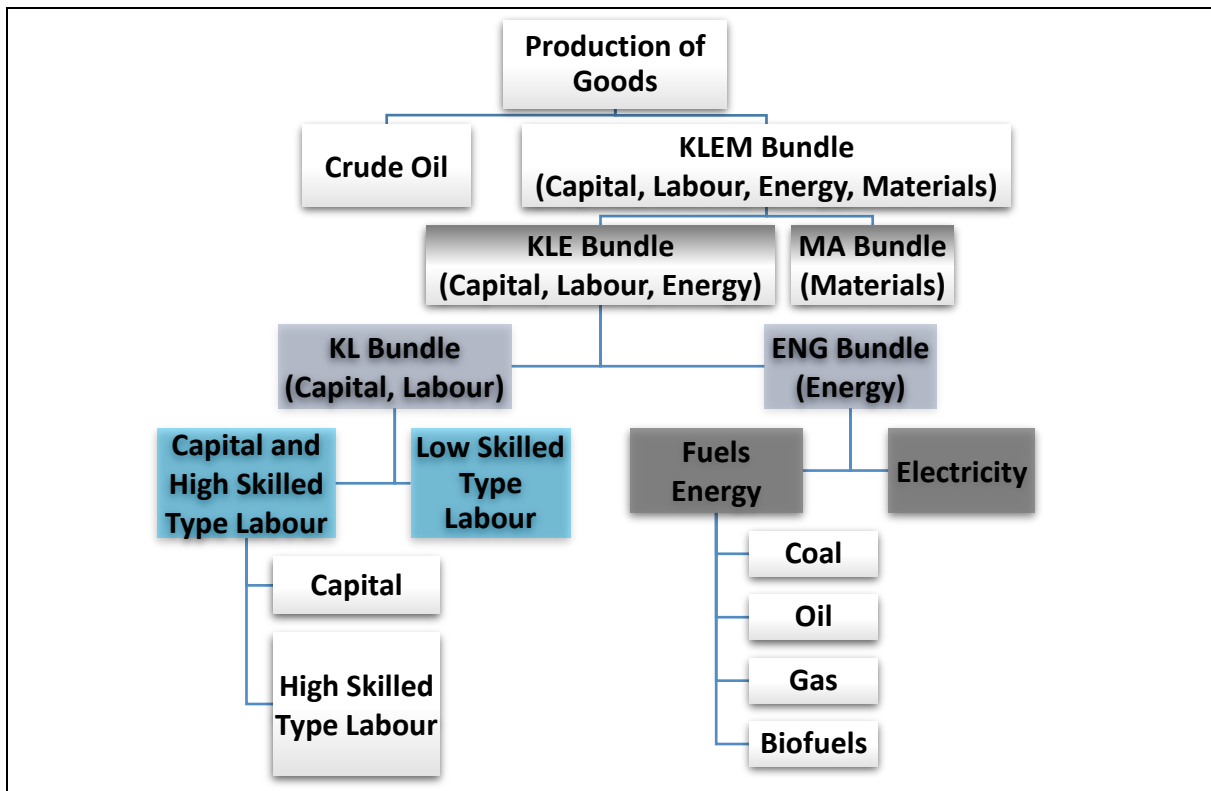 Production of
Goods
Crude Oil
KLEM Bundle
(Capital, Labour, Energy, Materials)
KLE Bundle
(Capital, Labour, Energy)
MA Bundle
(Materials)
KL Bundle
(Capital, Labour)
ENG Bundle
(Energy)
Capital and
High Skilled
Type Labour
Low Skilled
Type
Labour
Fuels
Energy
Electricity
Capital
High Skilled
Type Labour
Coal
Oil
Gas
Biofuels